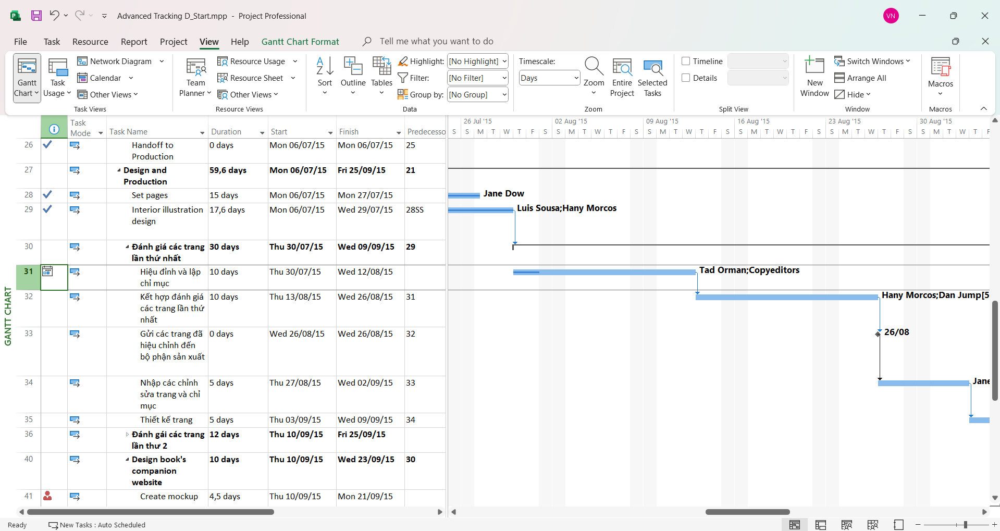 Advanced Tracking D_Start.mpp - Project Professional
VN
File Task Resource Report Project View Help Gantt Chart Format Tell me what you want to do
Gantt Chart
Task Usage
Network Diagram
Calendar
Other Views
Task Views
Team Planner
Resource Usage
Resource Sheet
Other Views
Resource Views
Sort
Outline
Tables
Highlight: [No Highlight]
Filter: [No Filter]
Group by: [No Group]
Data
Timescale:
Days
Zoom
Entire Project
Selected Tasks
Zoom
Timeline
Details
Split View
New Window
Switch Windows
Arrange All
Hide
Window
Macros
Macros
Task Mode Task Name Duration Start Finish Predecesso
26 Jul '15 02 Aug '15 09 Aug '15 16 Aug '15 23 Aug '15 30 Aug '15
S S M T W T F S S M T W T F S S M T W T F S S M T W T F S S M T W T F S S M T W T F
26 Handoff to Production 0 days Mon 06/07/15 Mon 06/07/15 25
27 Design and Production 59,6 days Mon 06/07/15 Fri 25/09/15 21
28 Set pages 15 days Mon 06/07/15 Mon 27/07/15 Jane Dow
29 Interior illustration design 17,6 days Mon 06/07/15 Wed 29/07/15 28SS Luis Sousa;Hany Morcos
30 Đánh giá các trang lần thứ nhất 30 days Thu 30/07/15 Wed 09/09/15 29
31 Hiệu đỉnh và lập chỉ mục 10 days Thu 30/07/15 Wed 12/08/15 Tad Orman;Copyeditors
32 Kết hợp đánh giá các trang lần thứ nhất 10 days Thu 13/08/15 Wed 26/08/15 31 Hany Morcos;Dan Jump[5
33 Gửi các trang đã hiệu chỉnh đến bộ phận sản xuất 0 days Wed 26/08/15 Wed 26/08/15 32 26/08
34 Nhập các chỉnh sửa trang và chỉ mục 5 days Thu 27/08/15 Wed 02/09/15 33 Jane
35 Thiết kế trang 5 days Thu 03/09/15 Wed 09/09/15 34
36 Đánh gái các trang lần thư 2 12 days Thu 10/09/15 Fri 25/09/15
40 Design book's companion website 10 days Thu 10/09/15 Wed 23/09/15 30
41 Create mockup 4,5 days Thu 10/09/15 Mon 21/09/15
GANTT CHART
Ready New Tasks : Auto Scheduled